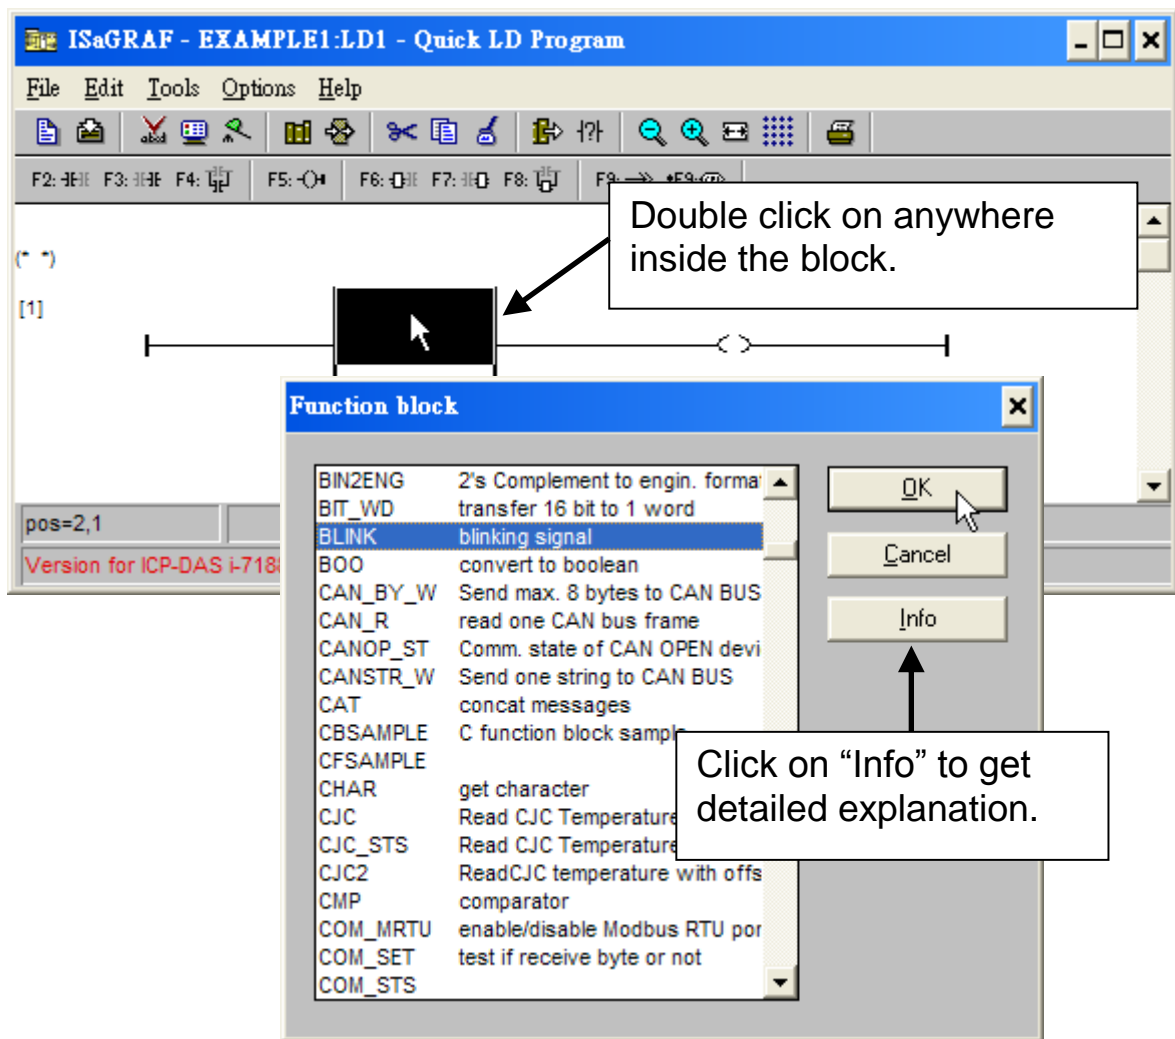 ISaGRAF - EXAMPLE1:LD1 - Quick LD Program
File Edit Tools Options Help
F2: F3: F4: F5: F6: F7: F8: F9:
Double click on anywhere
inside the block.
(* *)
[1]
Function block
BIN2ENG 2's Complement to engin. format
BIT_WD transfer 16 bit to 1 word
BLINK blinking signal
BOO convert to boolean
CAN_BY_W Send max. 8 bytes to CAN BUS
CAN_R read one CAN bus frame
CANOP_ST Comm. state of CAN OPEN devi
CANSTR_W Send one string to CAN BUS
CAT concat messages
CBSAMPLE C function block sample
CFSAMPLE
CHAR get character
CJC Read CJC Temperature
CJC_STS Read CJC Temperature
CJC2 ReadCJC temperature with offs
CMP comparator
COM_MRTU enable/disable Modbus RTU por
COM_SET test if receive byte or not
COM_STS
OK
Cancel
Info
Click on “Info” to get
detailed explanation.
pos=2,1
Version for ICP-DAS i-7188